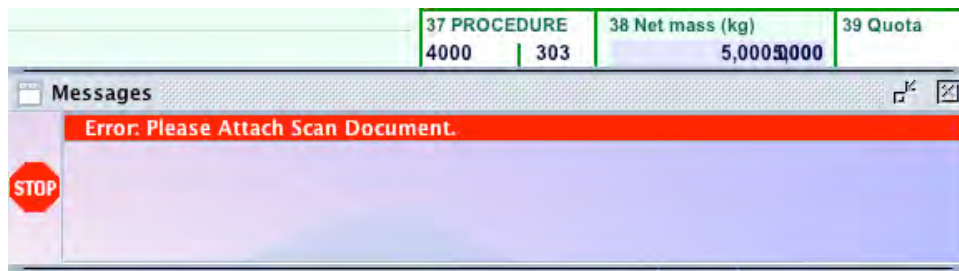 37 PROCEDURE 38 Net mass (kg) 39 Quota
4000 303
Messages
Error: Please Attach Scan Document.
STOP